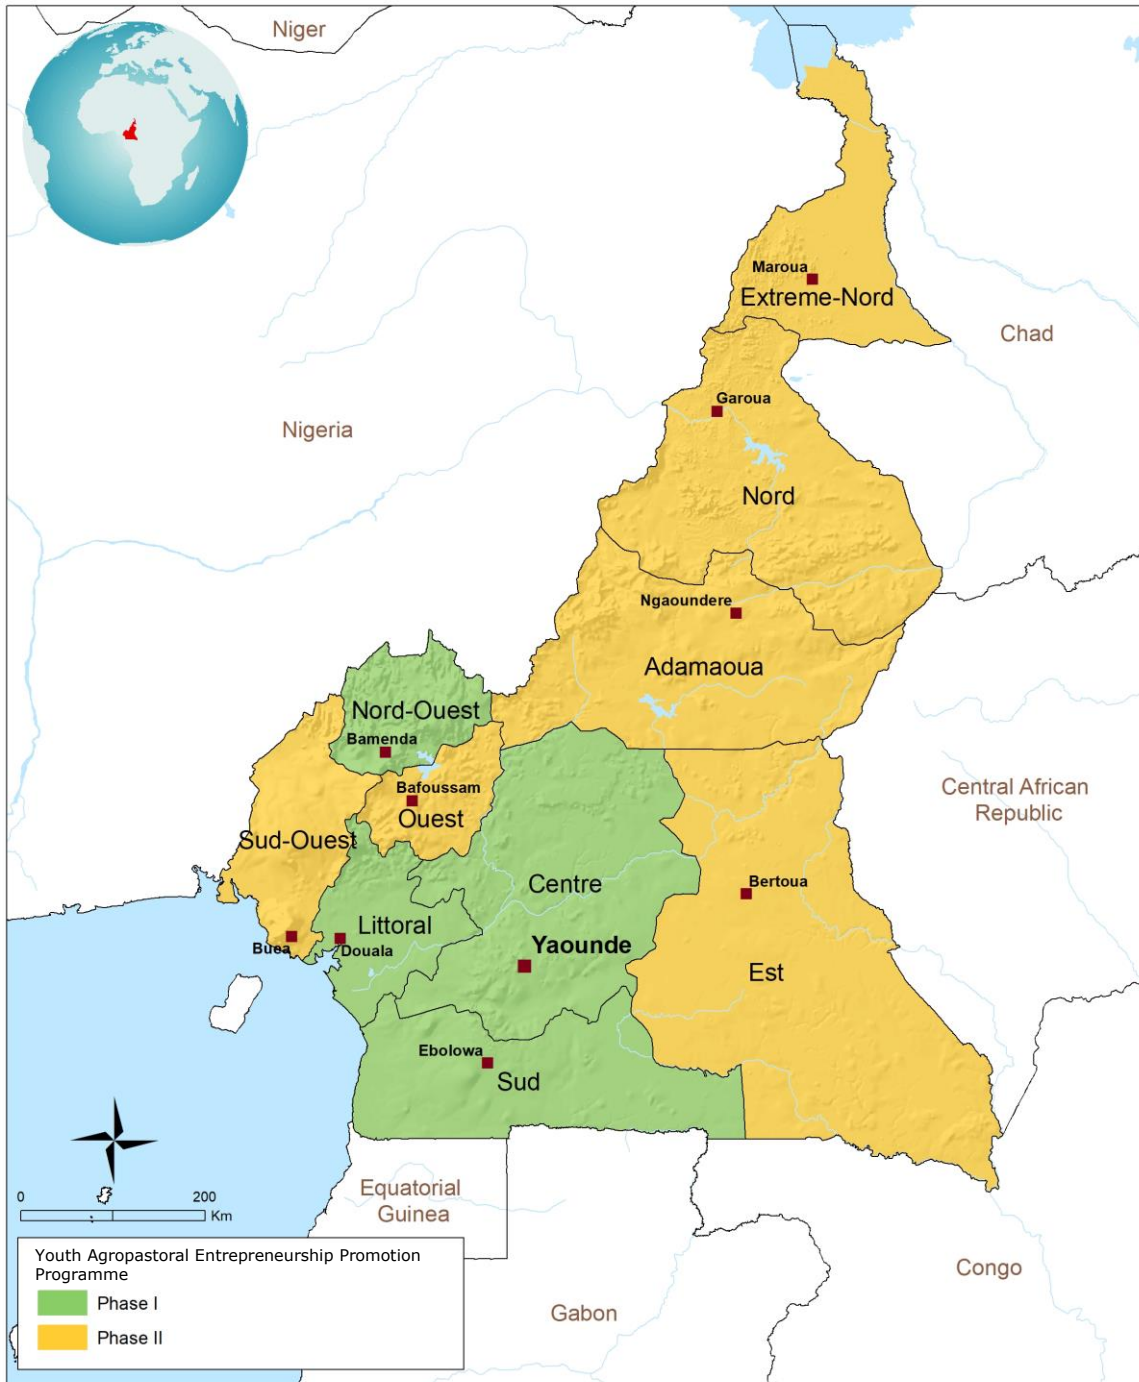 Niger
Maroua
Extreme-Nord
Chad
Garoua
Nigeria
Nord
Ngaoundere
Adamaoua
Nord-Ouest
Bamenda
Bafoussam
Ouest
Central African
Republic
Sud-Ouest
Centre
Bertoua
Littoral
Buea
Douala
Yaounde
Est
Ebolowa
Sud
0 200
Km
Equatorial
Guinea
Congo
Gabon
Youth Agropastoral Entrepreneurship Promotion
Programme
Phase I
Phase II